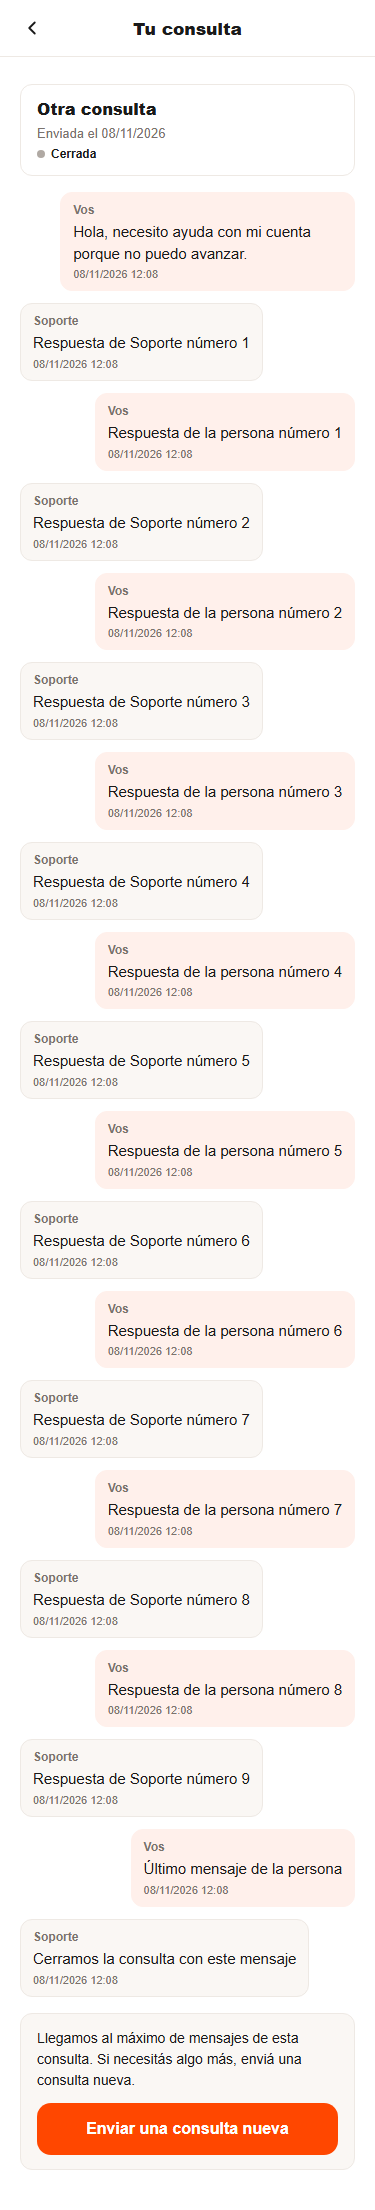 Tu consulta
Otra consulta
Enviada el 08/11/2026
Cerrada
Vos
Hola, necesito ayuda con mi cuenta
porque no puedo avanzar.
08/11/2026 12:08
Soporte
Respuesta de Soporte número 1
08/11/2026 12:08
Vos
Respuesta de la persona número 1
08/11/2026 12:08
Soporte
Respuesta de Soporte número 2
08/11/2026 12:08
Vos
Respuesta de la persona número 2
08/11/2026 12:08
Soporte
Respuesta de Soporte número 3
08/11/2026 12:08
Vos
Respuesta de la persona número 3
08/11/2026 12:08
Soporte
Respuesta de Soporte número 4
08/11/2026 12:08
Vos
Respuesta de la persona número 4
08/11/2026 12:08
Soporte
Respuesta de Soporte número 5
08/11/2026 12:08
Vos
Respuesta de la persona número 5
08/11/2026 12:08
Soporte
Respuesta de Soporte número 6
08/11/2026 12:08
Vos
Respuesta de la persona número 6
08/11/2026 12:08
Soporte
Respuesta de Soporte número 7
08/11/2026 12:08
Vos
Respuesta de la persona número 7
08/11/2026 12:08
Soporte
Respuesta de Soporte número 8
08/11/2026 12:08
Vos
Respuesta de la persona número 8
08/11/2026 12:08
Soporte
Respuesta de Soporte número 9
08/11/2026 12:08
Vos
Último mensaje de la persona
08/11/2026 12:08
Soporte
Cerramos la consulta con este mensaje
08/11/2026 12:08
Llegamos al máximo de mensajes de esta
consulta. Si necesitás algo más, enviá una
consulta nueva.
Enviar una consulta nueva